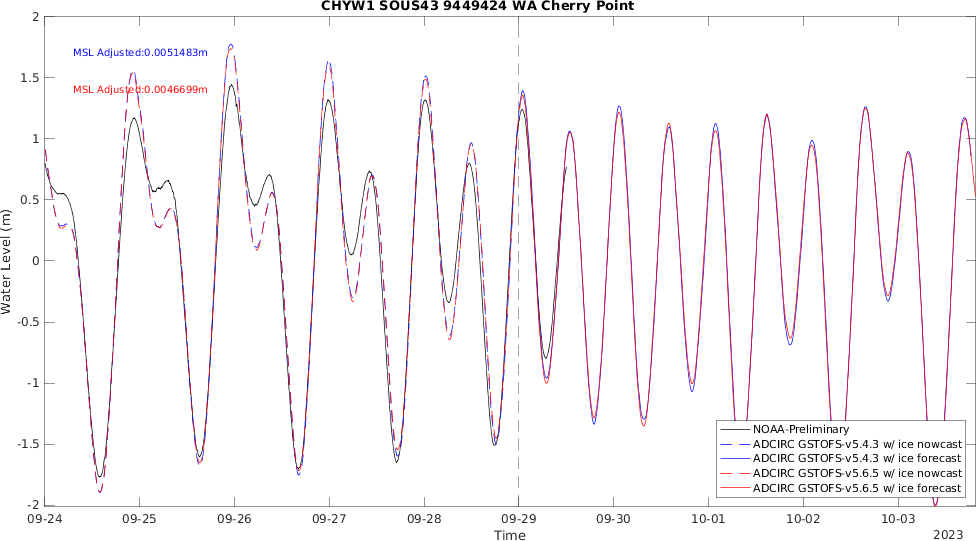 CHYW1 SOUS43 9449424 WA Cherry Point
MSL Adjusted:0.0051483m
MSL Adjusted:0.0046699m
Water Level (m)
2
1.5
1
0.5
0
-0.5
-1
-1.5
-2
NOAA-Preliminary
ADCIRC GSTOFS-v5.4.3 w/ ice nowcast
ADCIRC GSTOFS-v5.4.3 w/ ice forecast
ADCIRC GSTOFS-v5.6.5 w/ ice nowcast
ADCIRC GSTOFS-v5.6.5 w/ ice forecast
09-24 09-25 09-26 09-27 09-28 09-29 09-30 10-01 10-02 10-03
Time
2023